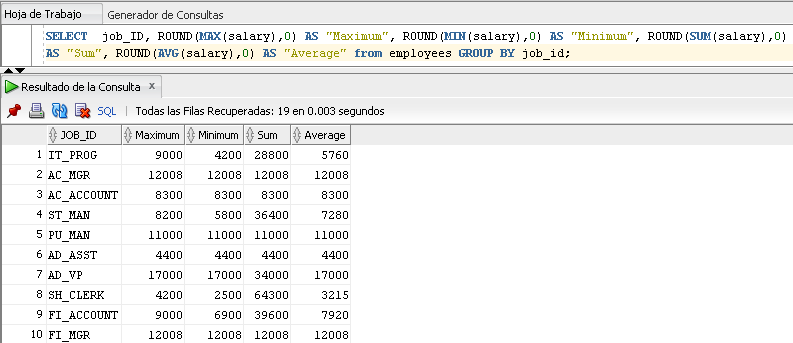 Hoja de Trabajo Generador de Consultas
SELECT job_ID, ROUND(MAX(salary),0) AS "Maximum", ROUND(MIN(salary),0) AS "Minimum", ROUND(SUM(salary),0)
AS "Sum", ROUND(AVG(salary),0) AS "Average" from employees GROUP BY job_id;
Resultado de la Consulta x
SQL | Todas las Filas Recuperadas: 19 en 0.003 segundos
JOB_ID Maximum Minimum Sum Average
1 IT_PROG 9000 4200 28800 5760
2 AC_MGR 12008 12008 12008 12008
3 AC_ACCOUNT 8300 8300 8300 8300
4 ST_MAN 8200 5800 36400 7280
5 PU_MAN 11000 11000 11000 11000
6 AD_ASST 4400 4400 4400 4400
7 AD_VP 17000 17000 34000 17000
8 SH_CLERK 4200 2500 64300 3215
9 FI_ACCOUNT 9000 6900 39600 7920
10 FI_MGR 12008 12008 12008 12008